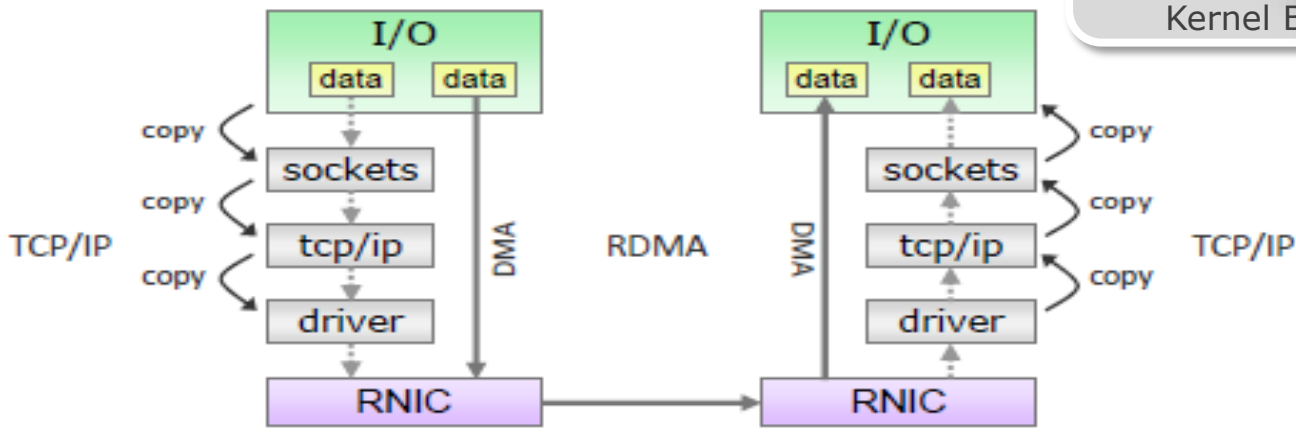 Kernel B
I/O
data data
copy
sockets
copy
TCP/IP
tcp/ip
DMA
copy
driver
RNIC
RDMA
I/O
data data
copy
sockets
copy
DMA
tcp/ip
TCP/IP
copy
driver
RNIC